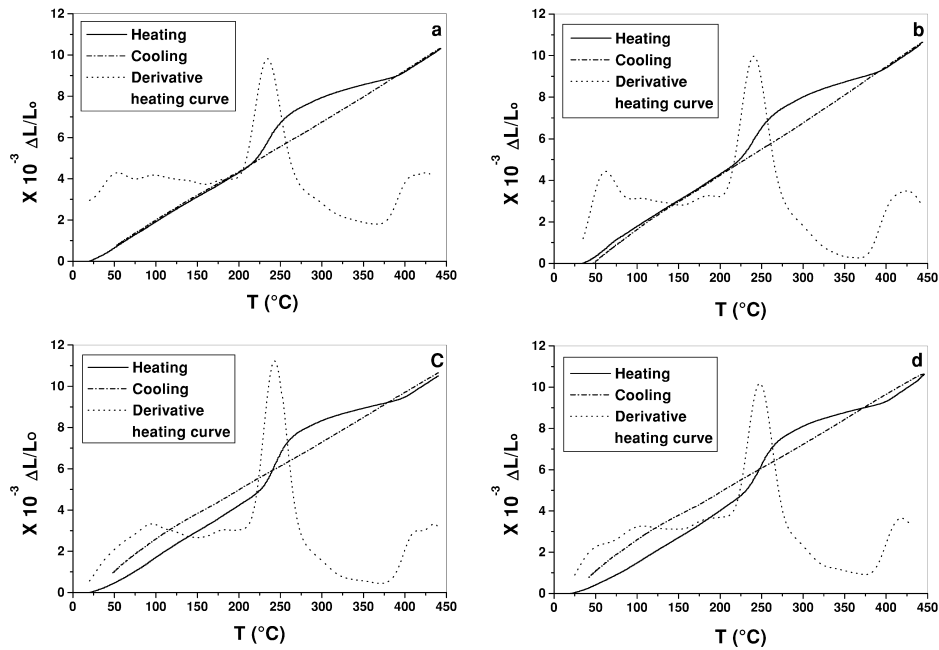 12
10
8
6
4
2
0
X 10 -3 ΔL/Lo
a
Heating
Cooling
Derivative
heating curve
0 50 100 150 200 250 300 350 400 450
T (°C)
12
10
8
6
4
2
0
X 10 -3 ΔL/Lo
b
Heating
Cooling
Derivative
heating curve
0 50 100 150 200 250 300 350 400 450
T (°C)
12
10
8
6
4
2
0
X 10 -3 ΔL/Lo
C
Heating
Cooling
Derivative
heating curve
0 50 100 150 200 250 300 350 400 450
T (°C)
12
10
8
6
4
2
0
X 10 -3 ΔL/Lo
d
Heating
Cooling
Derivative
heating curve
0 50 100 150 200 250 300 350 400 450
T (°C)